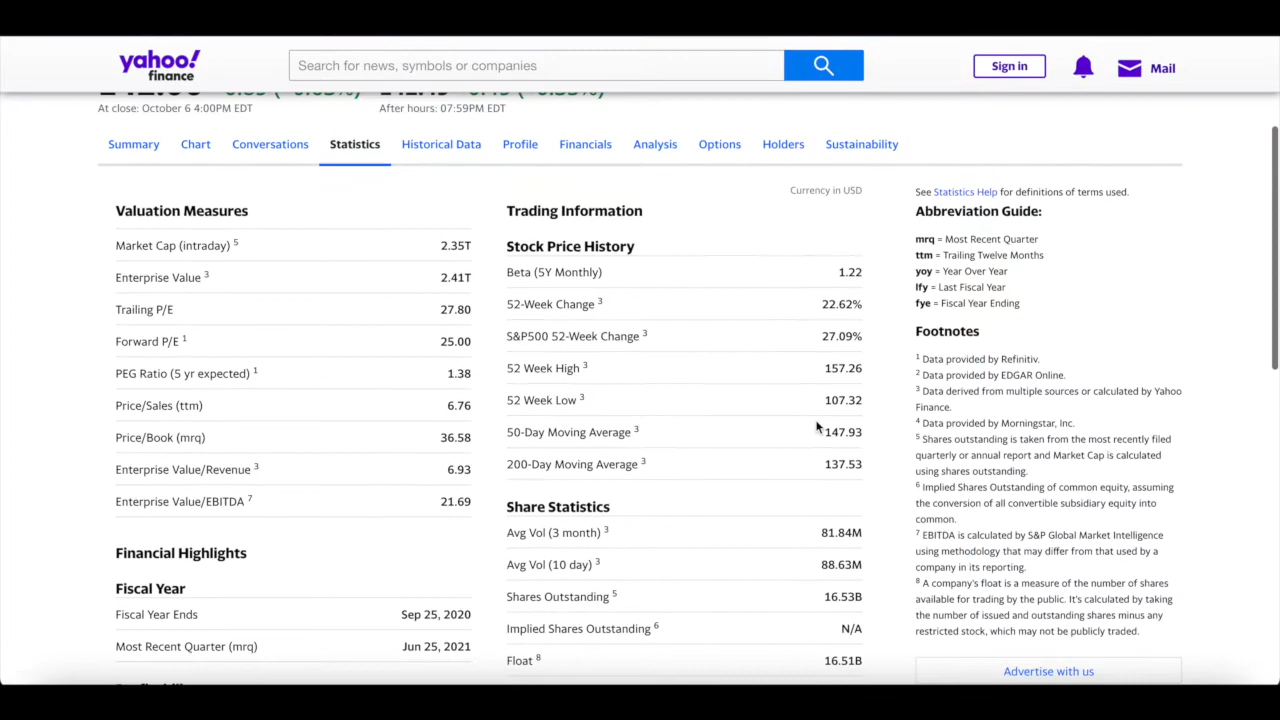 yahoo!
finance
Search for news, symbols or companies
Sign in
Mail
At close: October 6 4:00PM EDT
After hours: 07:59PM EDT
Summary
Chart
Conversations
Statistics
Historical Data
Profile
Financials
Analysis
Options
Holders
Sustainability
Currency in USD
Valuation Measures
Market Cap (intraday) 5 2.35T
Enterprise Value 3 2.41T
Trailing P/E 27.80
Forward P/E 1 25.00
PEG Ratio (5 yr expected) 1 1.38
Price/Sales (ttm) 6.76
Price/Book (mrq) 36.58
Enterprise Value/Revenue 3 6.93
Enterprise Value/EBITDA 7 21.69
Financial Highlights
Fiscal Year
Fiscal Year Ends Sep 25, 2020
Most Recent Quarter (mrq) Jun 25, 2021
Trading Information
Stock Price History
Beta (5Y Monthly) 1.22
52-Week Change 3 22.62%
S&P500 52-Week Change 3 27.09%
52 Week High 3 157.26
52 Week Low 3 107.32
50-Day Moving Average 3 147.93
200-Day Moving Average 3 137.53
Share Statistics
Avg Vol (3 month) 3 81.84M
Avg Vol (10 day) 3 88.63M
Shares Outstanding 5 16.53B
Implied Shares Outstanding 6 N/A
Float 8 16.51B
See Statistics Help for definitions of terms used.
Abbreviation Guide:
mrq = Most Recent Quarter
ttm = Trailing Twelve Months
yoy = Year Over Year
lfy = Last Fiscal Year
fye = Fiscal Year Ending
Footnotes
1 Data provided by Refinitiv.
2 Data provided by EDGAR Online.
3 Data derived from multiple sources or calculated by Yahoo
Finance.
4 Data provided by Morningstar, Inc.
5 Shares outstanding is taken from the most recently filed
quarterly or annual report and Market Cap is calculated
using shares outstanding.
6 Implied Shares Outstanding of common equity, assuming
the conversion of all convertible subsidiary equity into
common.
7 EBITDA is calculated by S&P Global Market Intelligence
using methodology that may differ from that used by a
company in its reporting.
8 A company's float is a measure of the number of shares
available for trading by the public. It's calculated by taking
the number of issued and outstanding shares minus any
restricted stock, which may not be publicly traded.
Advertise with us